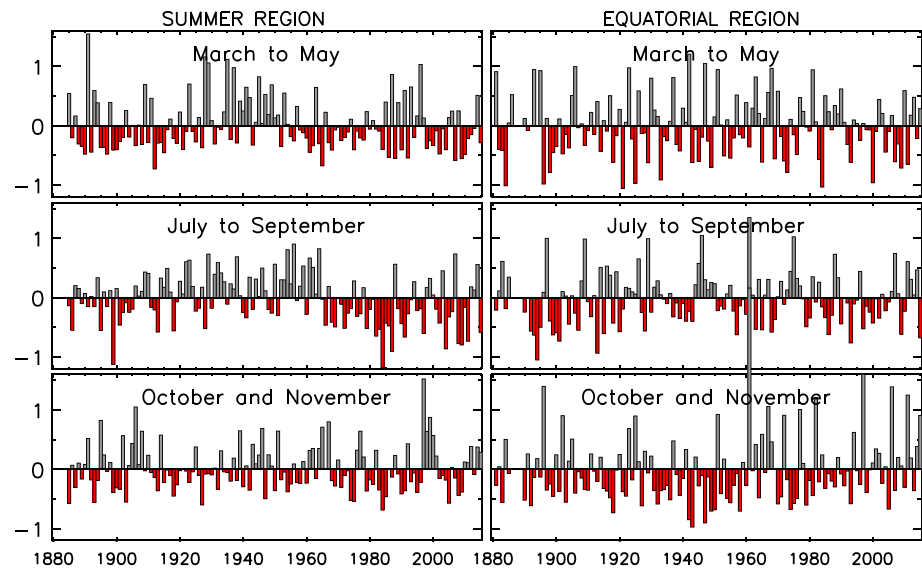 SUMMER REGION EQUATORIAL REGION
March to May March to May
1
0
−1
July to September July to September
1
0
−1
October and November October and November
1
0
−1
1880 1900 1920 1940 1960 1980 2000 1880 1900 1920 1940 1960 1980 2000